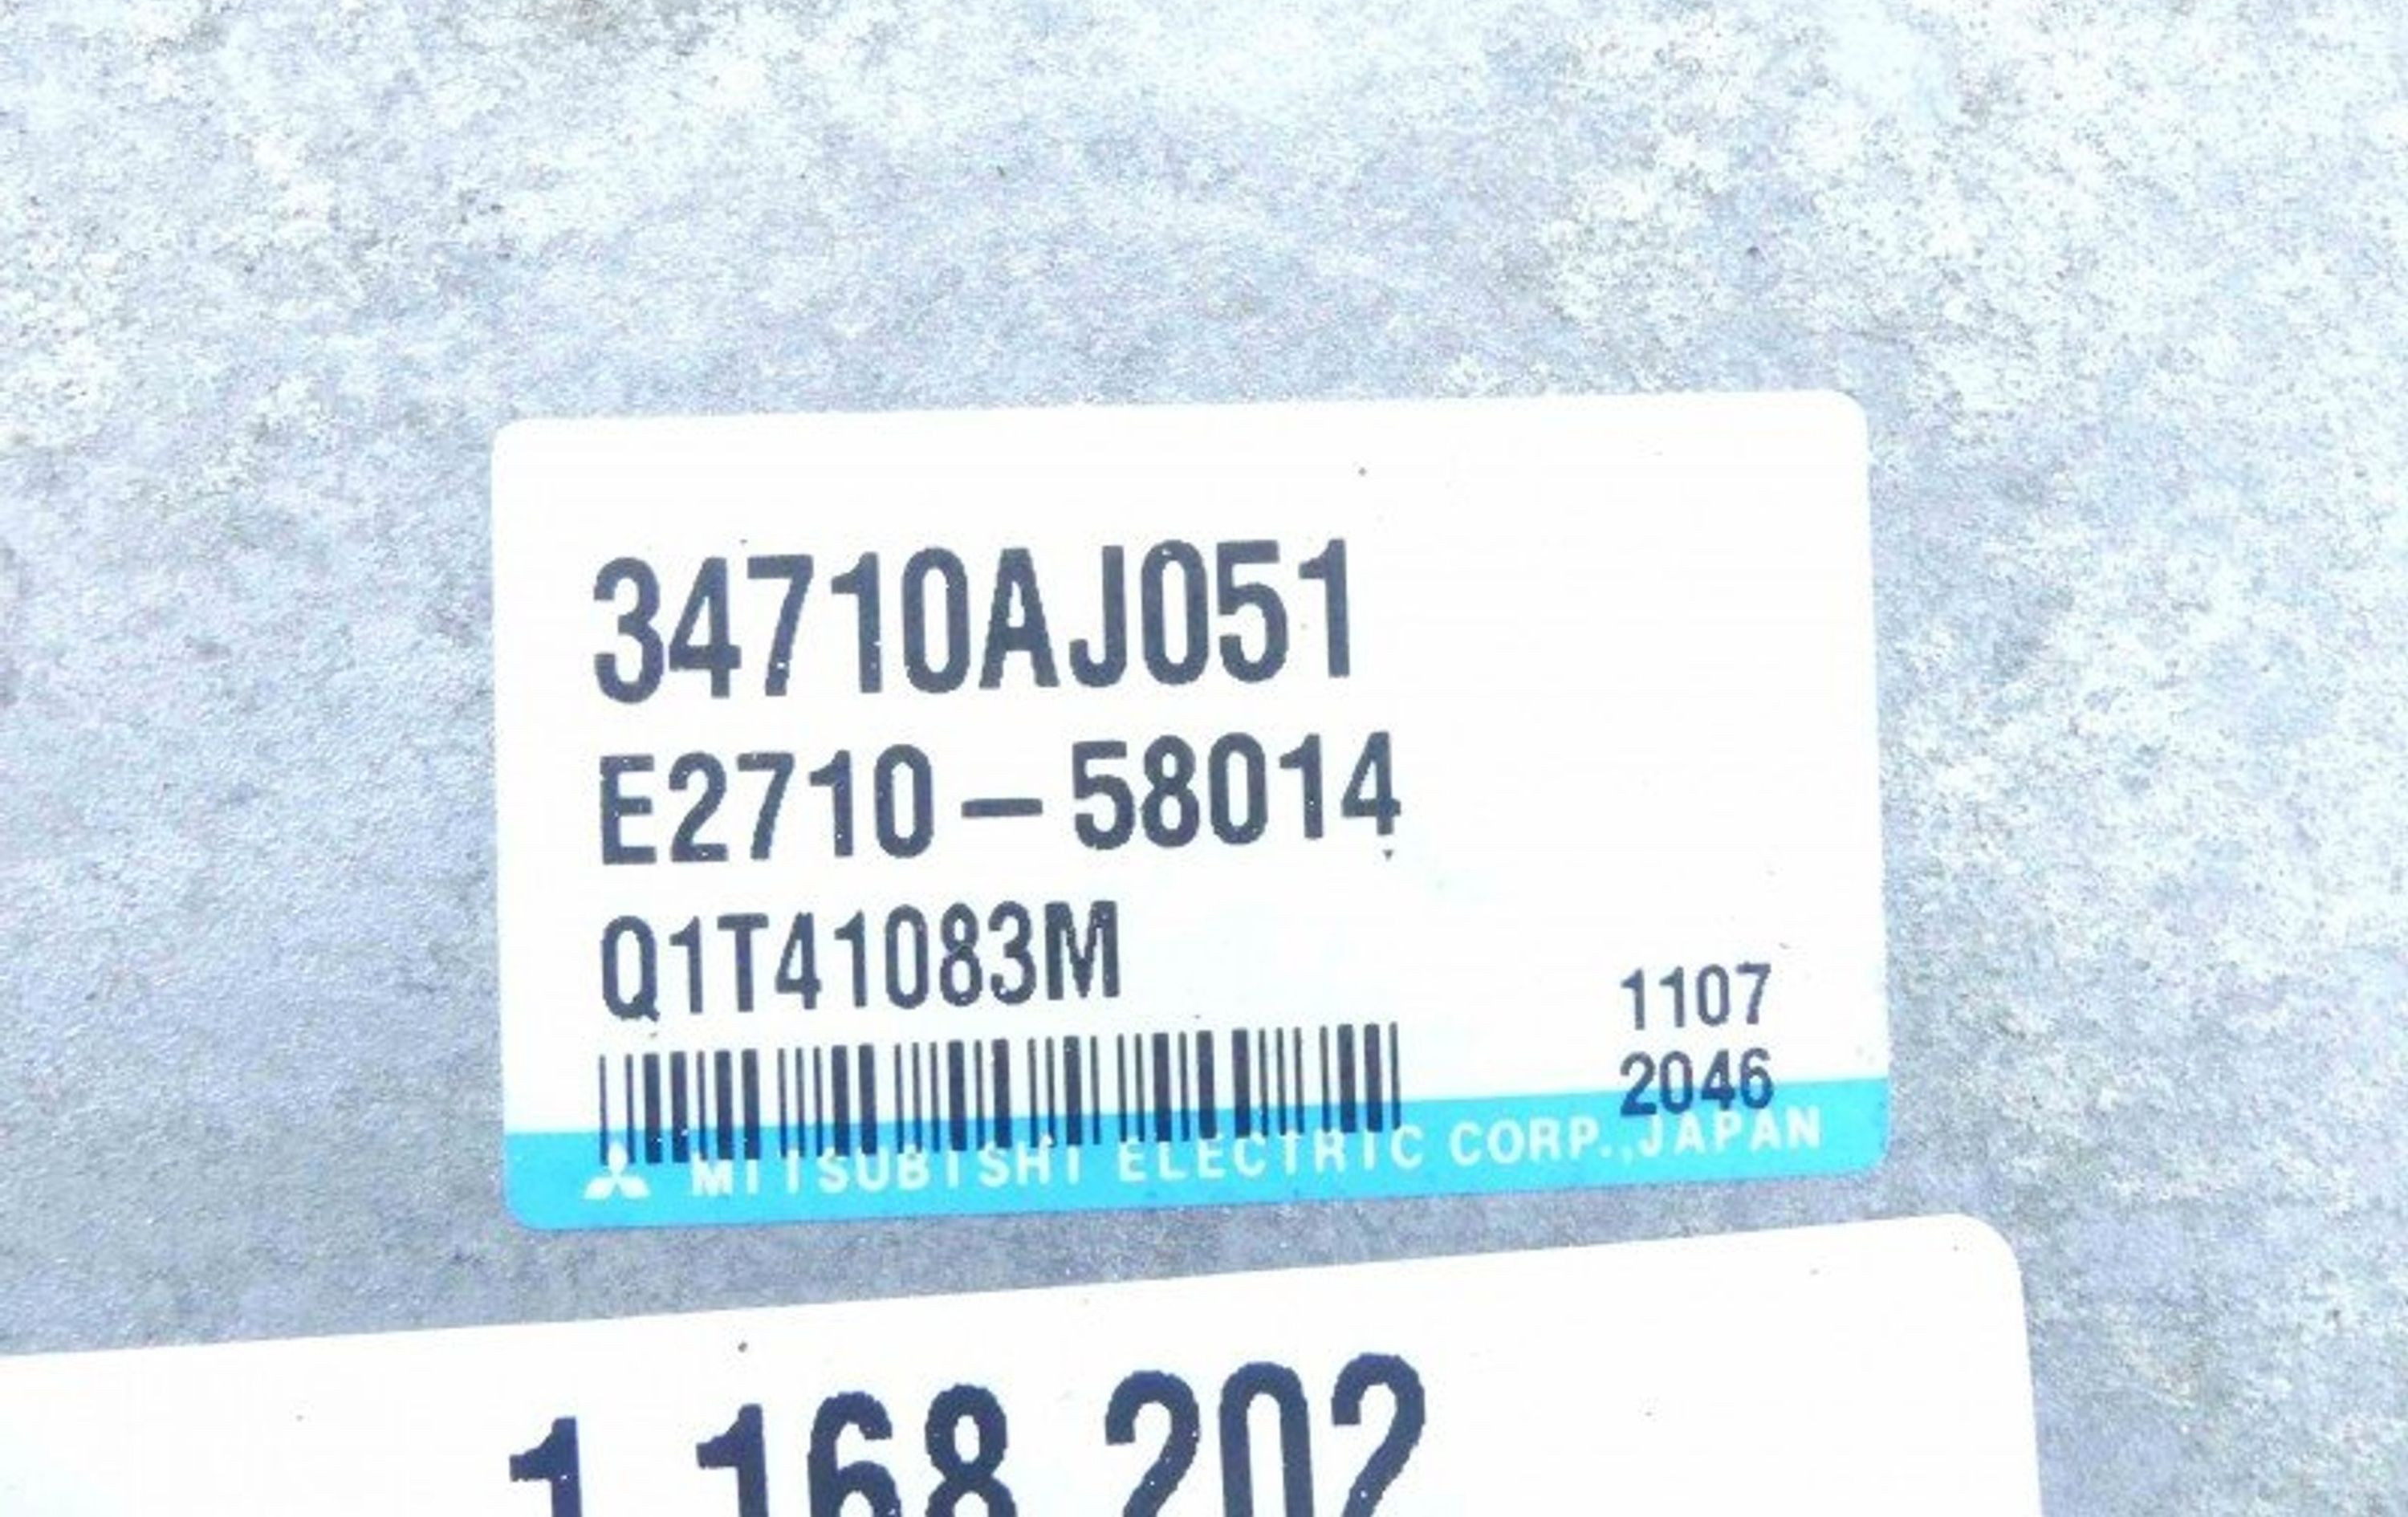 34710AJ051
E2710-58014
Q1T41083M
1107
2046
MITSUBISHI ELECTRIC CORP., JAPAN
1 168 202